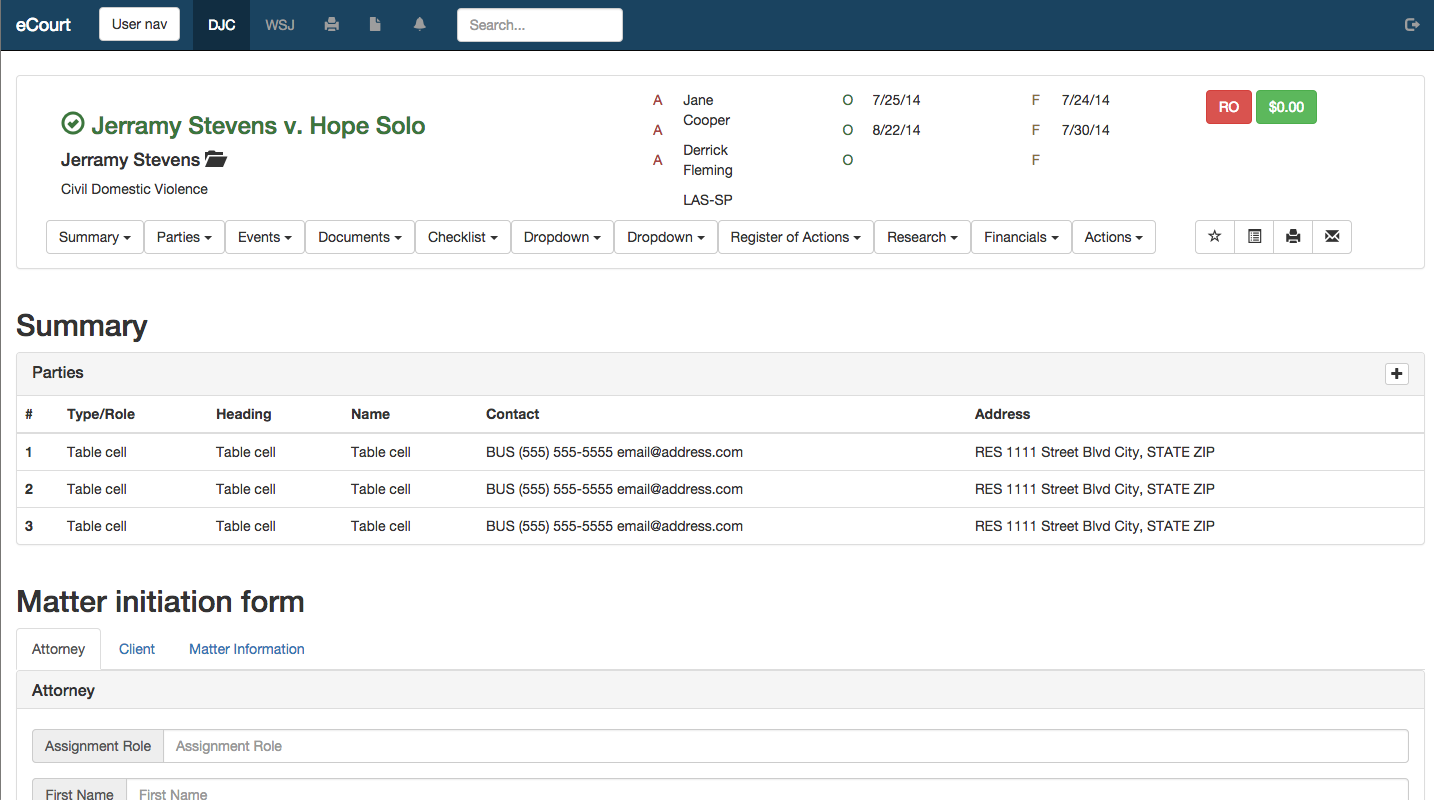 eCourt User nav DJC WSJ Search...
Jerramy Stevens v. Hope Solo
Jerramy Stevens
Civil Domestic Violence
A Jane Cooper O 7/25/14 F 7/24/14 RO $0.00
A Derrick Fleming O 8/22/14 F 7/30/14
A LAS-SP O F
Summary Parties Events Documents Checklist Dropdown Dropdown Register of Actions Research Financials Actions
Summary
Parties
# Type/Role Heading Name Contact Address
1 Table cell Table cell Table cell BUS (555) 555-5555 email@address.com RES 1111 Street Blvd City, STATE ZIP
2 Table cell Table cell Table cell BUS (555) 555-5555 email@address.com RES 1111 Street Blvd City, STATE ZIP
3 Table cell Table cell Table cell BUS (555) 555-5555 email@address.com RES 1111 Street Blvd City, STATE ZIP
Matter initiation form
Attorney Client Matter Information
Attorney
Assignment Role Assignment Role
First Name First Name